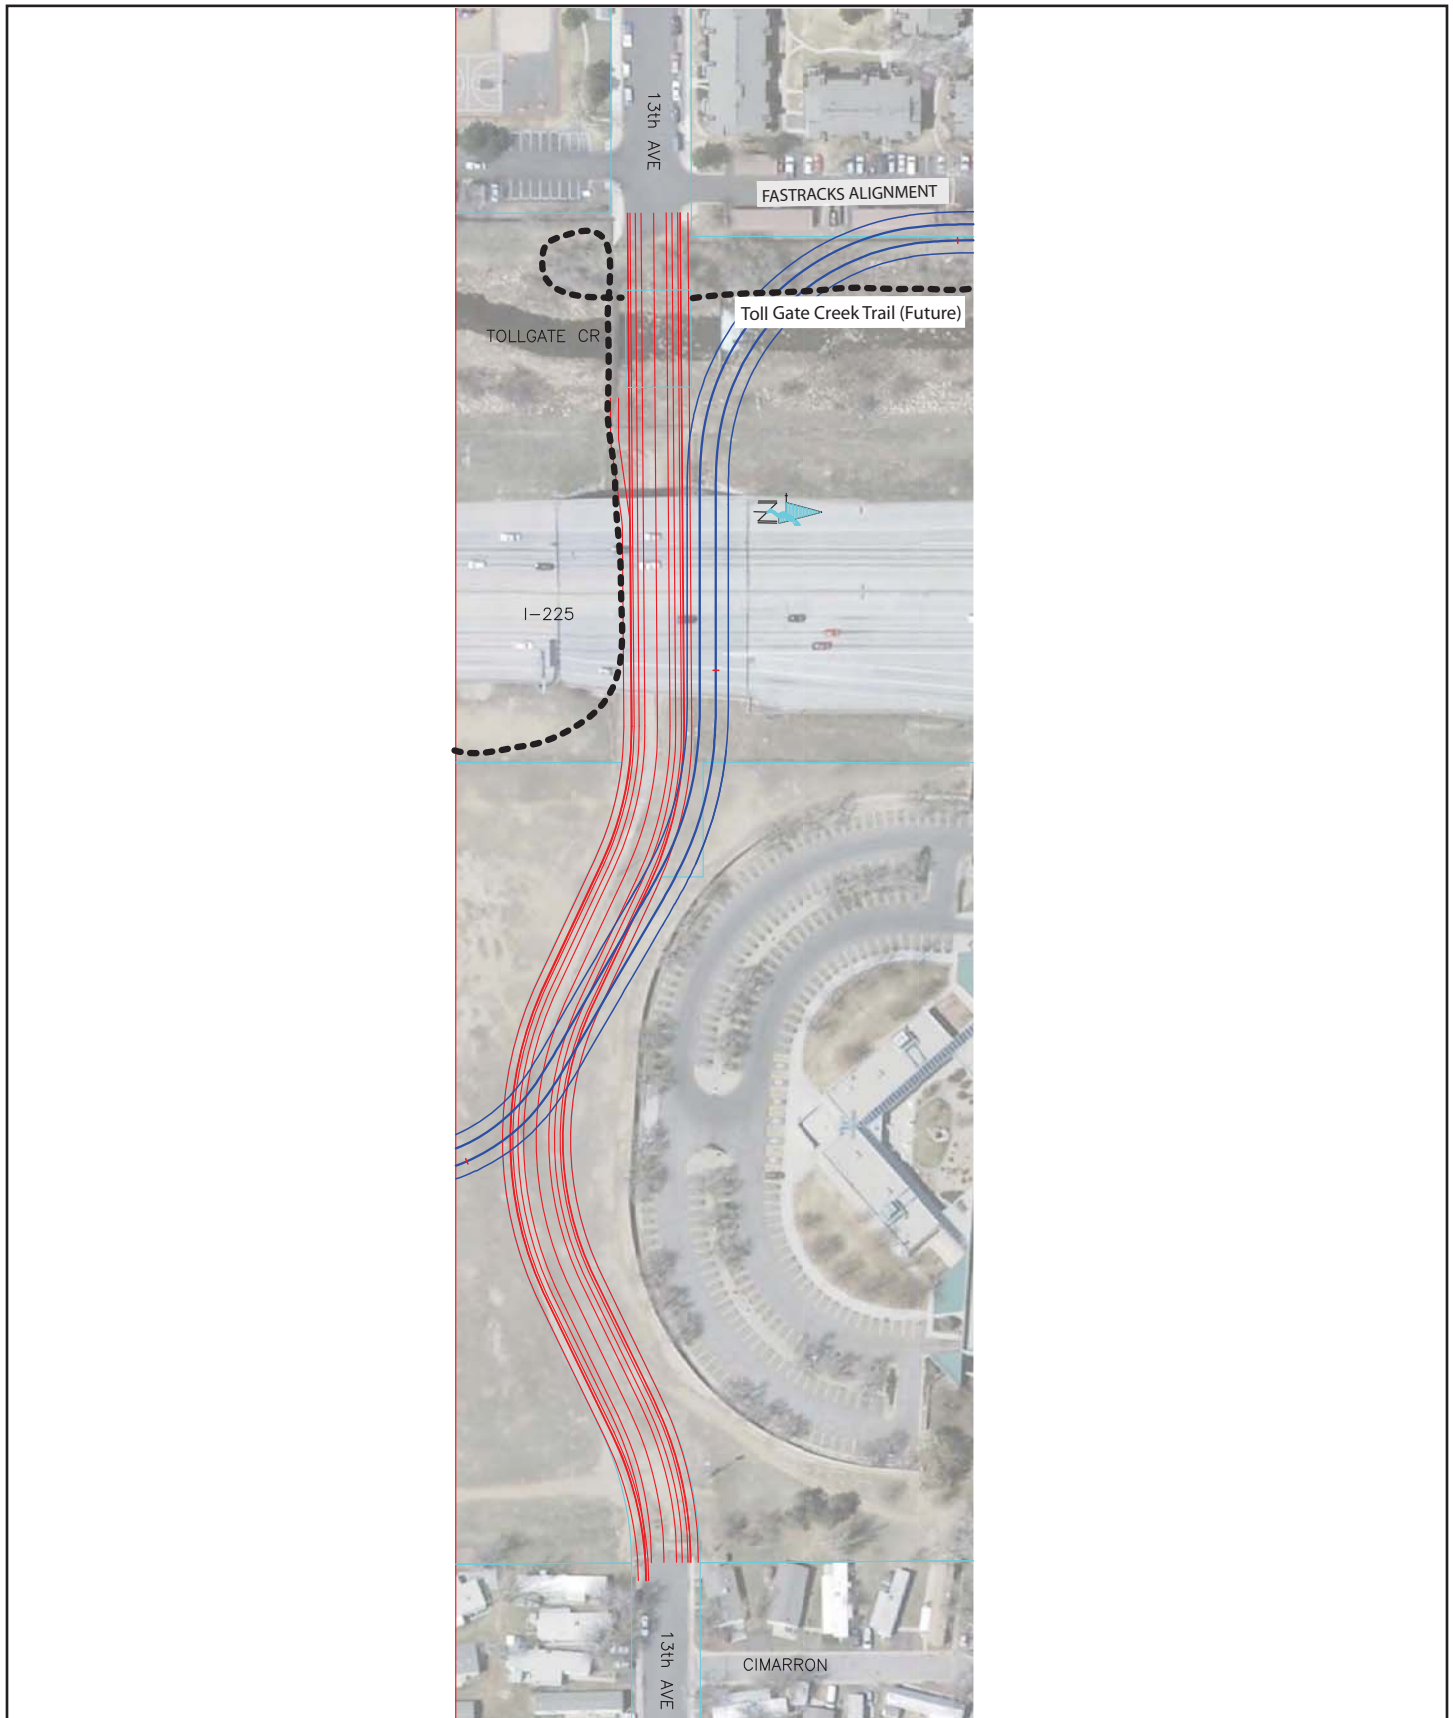 13th AVE
FASTRACKS ALIGNMENT
Toll Gate Creek Trail (Future)
TOLLGATE CR
N
I-225
CIMARRON
13th AVE